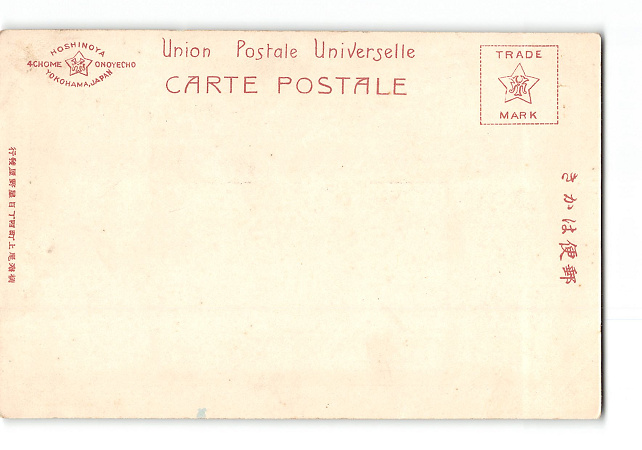 HOSHINOYA
4CHOME ONOYECHO
YOKOHAMA, JAPAN
Union Postale Universelle
CARTE POSTALE
TRADE
MARK
きかは便郵
行發屋野星目丁四町上尾濱橫